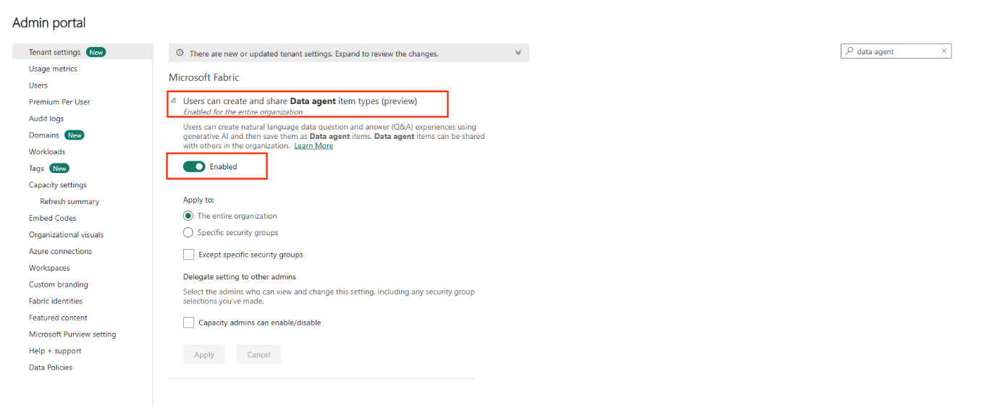 Admin portal
Tenant settings New
Usage metrics
Users
Premium Per User
Audit logs
Domains New
Workloads
Tags New
Capacity settings
Refresh summary
Embed Codes
Organizational visuals
Azure connections
Workspaces
Custom branding
Fabric identities
Featured content
Microsoft Purview setting
Help + support
Data Policies
There are new or updated tenant settings. Expand to review the changes.
data agent
Microsoft Fabric
Users can create and share Data agent item types (preview)
Enabled for the entire organization
Users can create natural language data question and answer (Q&A) experiences using
generative AI and then save them as Data agent items. Data agent items can be shared
with others in the organization. Learn More
Enabled
Apply to:
The entire organization
Specific security groups
Except specific security groups
Delegate setting to other admins
Select the admins who can view and change this setting, including any security group
selections you've made.
Capacity admins can enable/disable
Apply Cancel